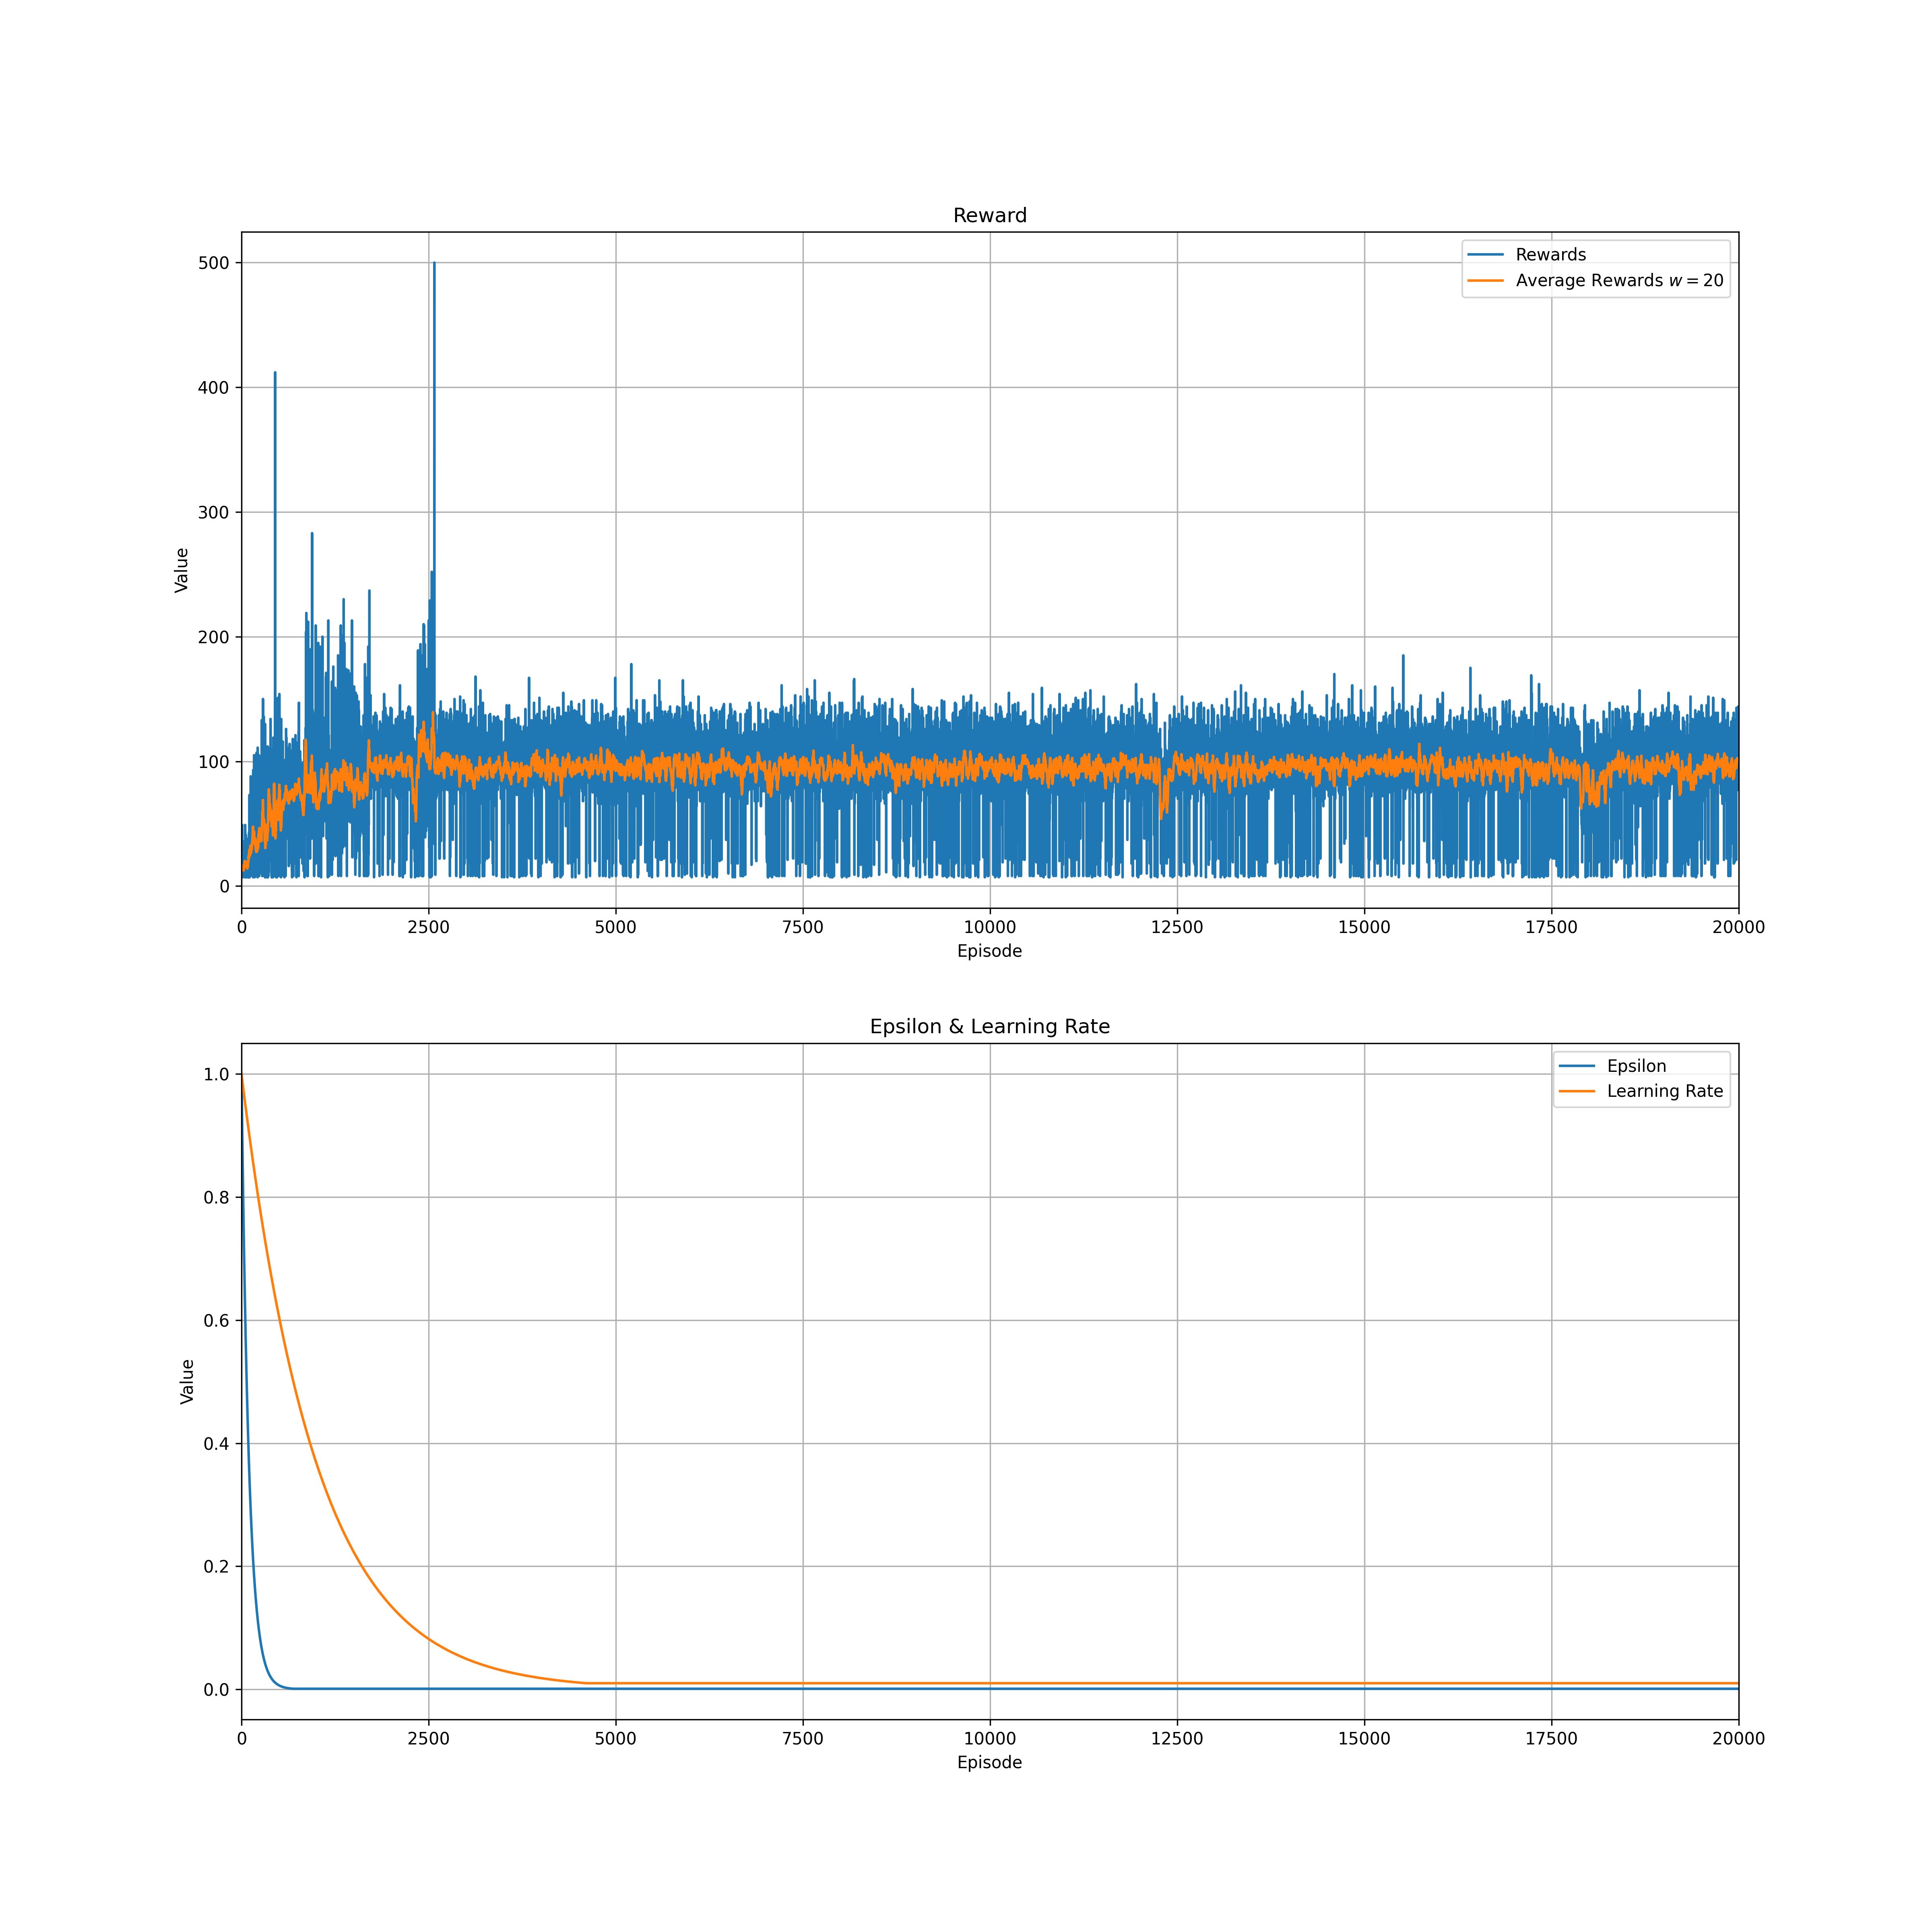 Reward
500
400
300
200
100
0
Value
Rewards
Average Rewards w = 20
0 2500 5000 7500 10000 12500 15000 17500 20000
Episode
Epsilon & Learning Rate
1.0
0.8
0.6
0.4
0.2
0.0
Value
Epsilon
Learning Rate
0 2500 5000 7500 10000 12500 15000 17500 20000
Episode